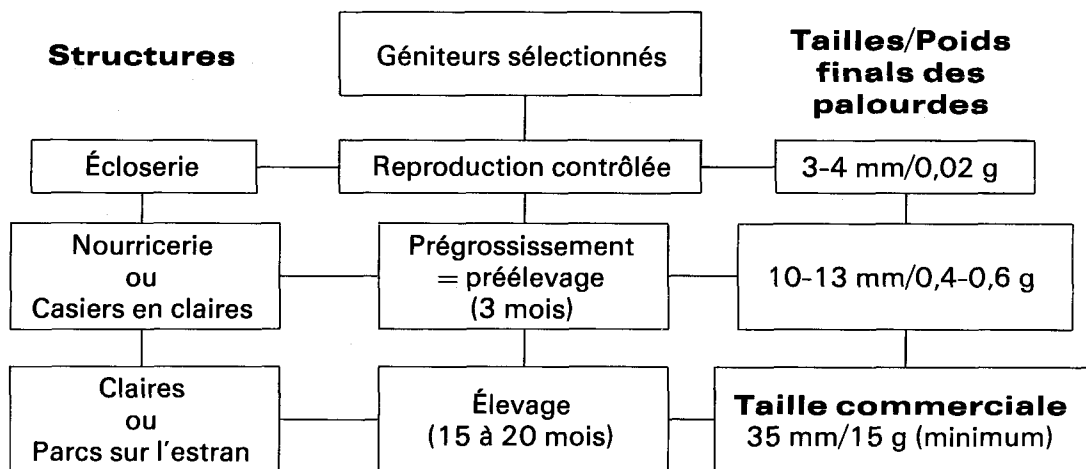 Structures
Géniteurs sélectionnés
Tailles/Poids
finals des
palourdes
Écloserie
Reproduction contrôlée
3-4 mm/0,02 g
Nourricerie
ou
Casiers en claires
Prégrossissement
= préélevage
(3 mois)
10-13 mm/0,4-0,6 g
Claires
ou
Parcs sur l'estran
Élevage
(15 à 20 mois)
Taille commerciale
35 mm/15 g (minimum)